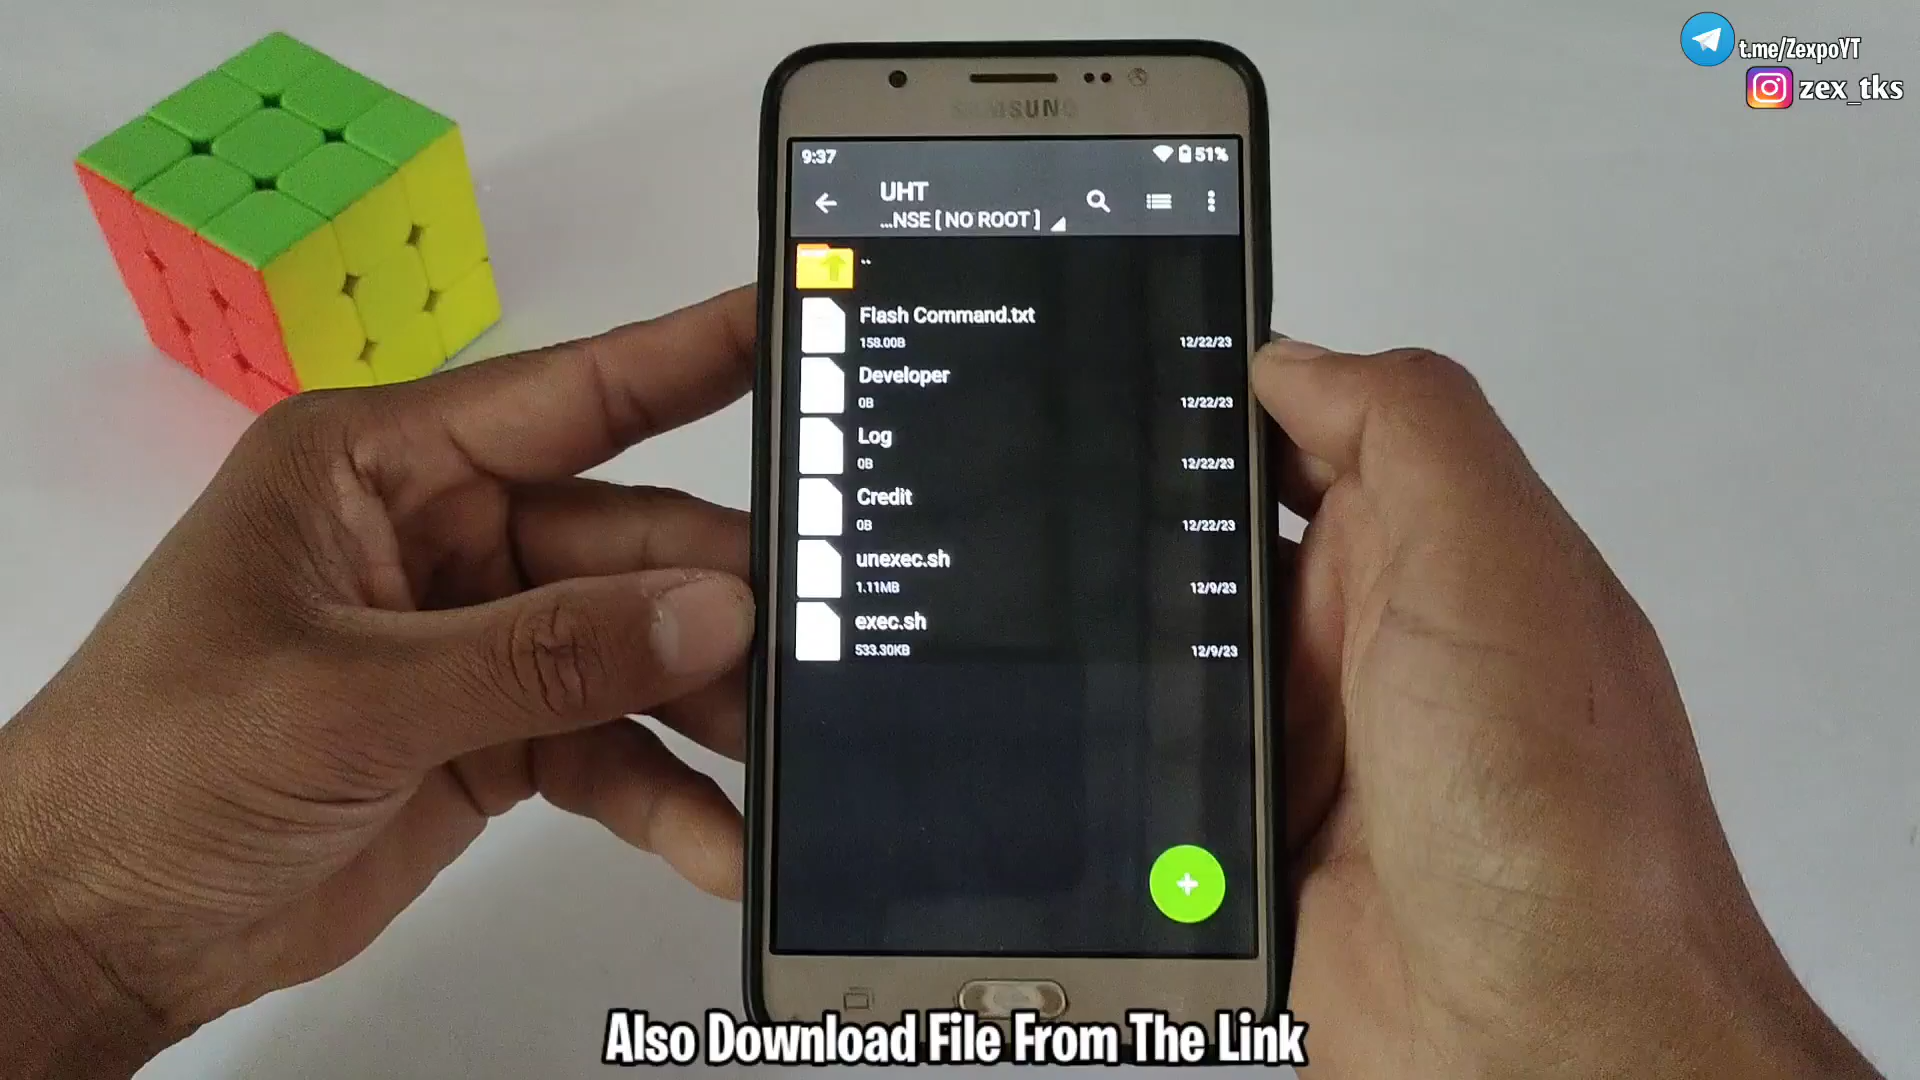 t.me/ZexpoYT
zex_tks
SAMSUNG
9:37
51%
UHT
...NSE [ NO ROOT ]
..
Flash Command.txt
158.00B
12/22/23
Developer
0B
12/22/23
Log
0B
12/22/23
Credit
0B
12/22/23
unexec.sh
1.11MB
12/9/23
exec.sh
533.30KB
12/9/23
Also Download File From The Link